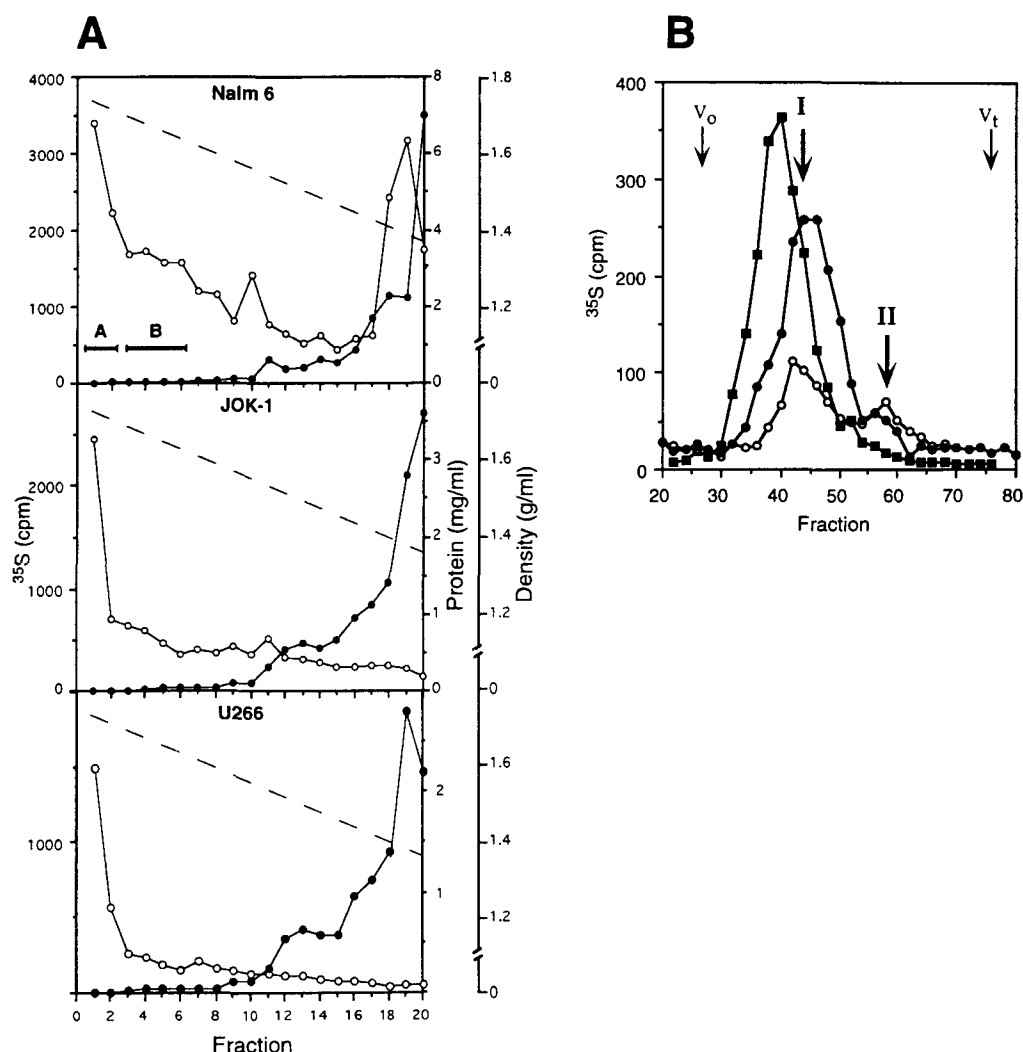 A
B
Nalm 6
4000
3000
2000
1000
0
8
6
4
2
0
1.8
1.6
1.4
1.2
0
A
B
JOK-1
2000
1000
0
3
2
1
0
1.6
1.4
1.2
0
35S (cpm)
Protein (mg/ml)
Density (g/ml)
U266
1000
2
1
1.6
1.4
1.2
0
0 2 4 6 8 10 12 14 16 18 20
Fraction
400
300
200
100
0
35S (cpm)
Vo
I
II
Vt
20 30 40 50 60 70 80
Fraction